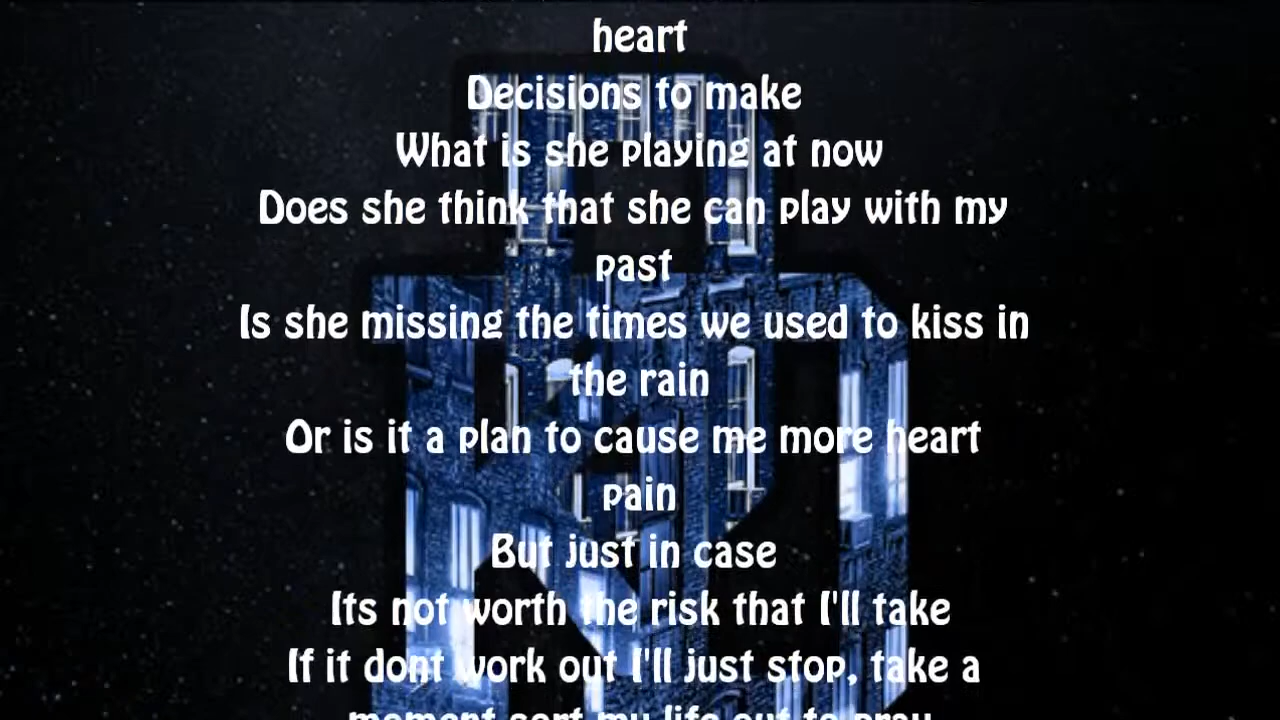 heart
Decisions to make
What is she playing at now
Does she think that she can play with my
past
Is she missing the times we used to kiss in
the rain
Or is it a plan to cause me more heart
pain
But just in case
Its not worth the risk that I'll take
If it dont work out I'll just stop, take a
moment sort my life out to pray